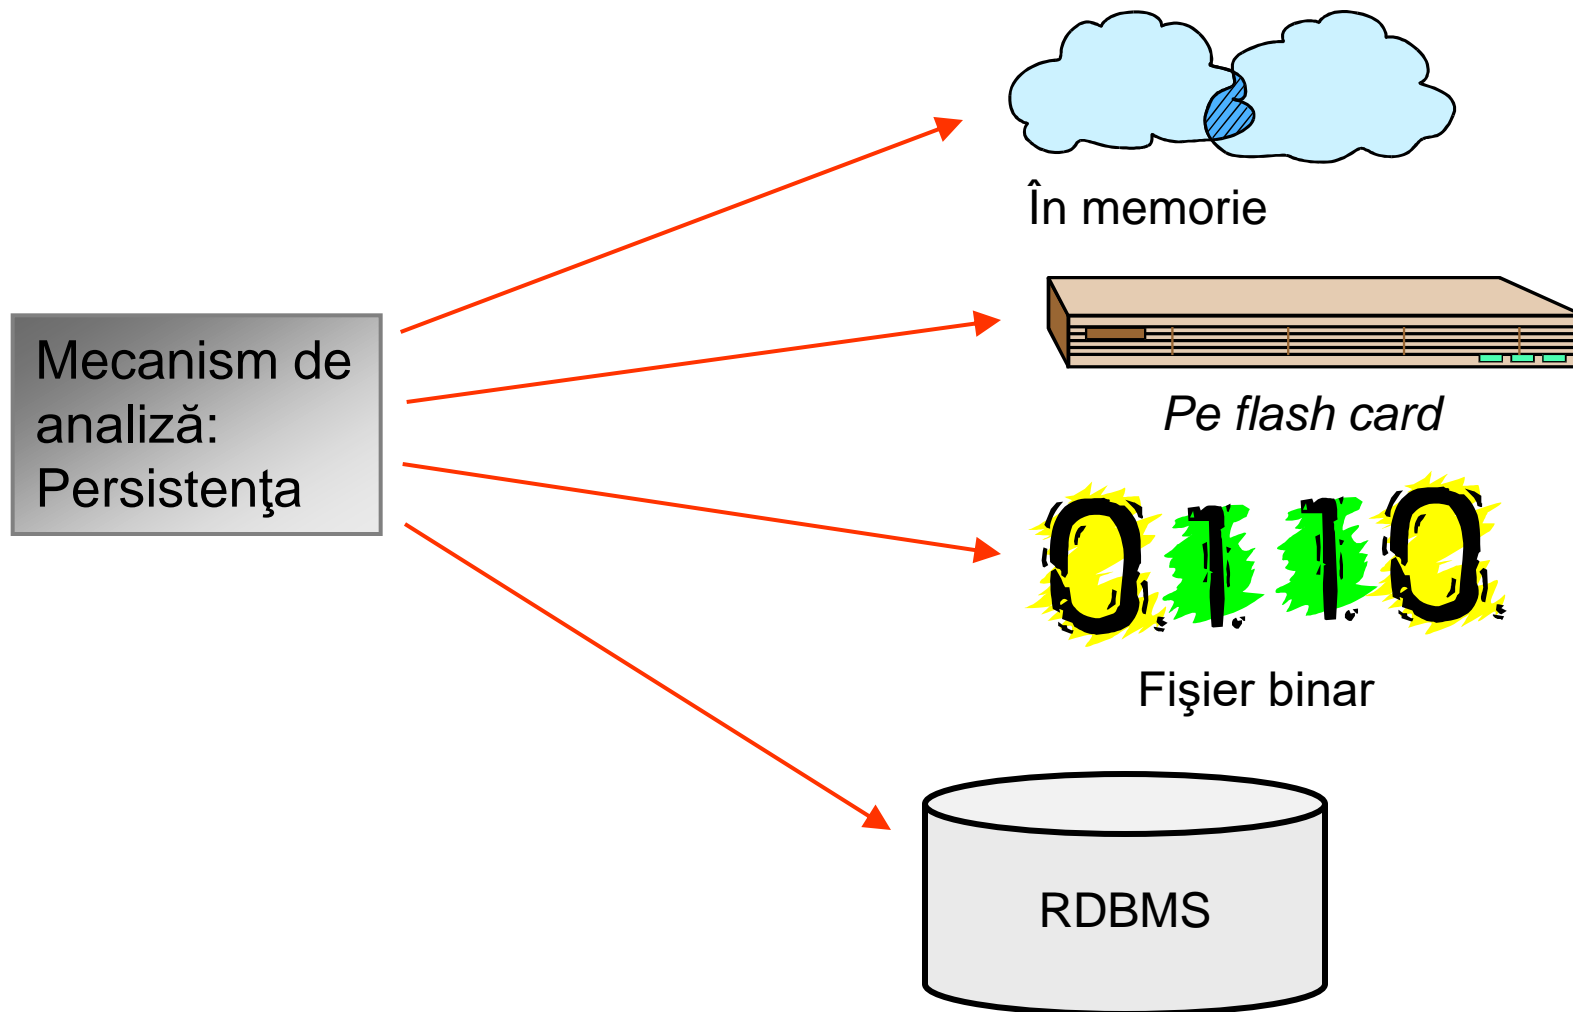 Mecanism de
analiză:
Persistenţa
În memorie
Pe flash card
0110
Fişier binar
RDBMS